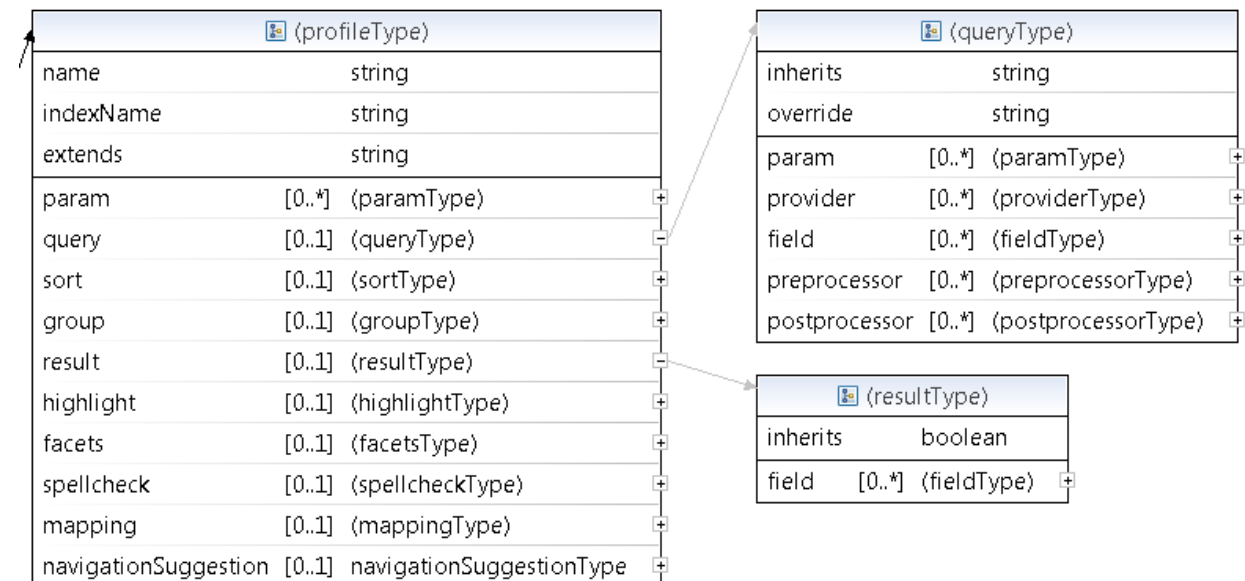 (profileType)
name string
indexName string
extends string
param [0..*] (paramType)
query [0..1] (queryType)
sort [0..1] (sortType)
group [0..1] (groupType)
result [0..1] (resultType)
highlight [0..1] (highlightType)
facets [0..1] (facetsType)
spellcheck [0..1] (spellcheckType)
mapping [0..1] (mappingType)
navigationSuggestion [0..1] navigationSuggestionType
(queryType)
inherits string
override string
param [0..*] (paramType)
provider [0..*] (providerType)
field [0..*] (fieldType)
preprocessor [0..*] (preprocessorType)
postprocessor [0..*] (postprocessorType)
(resultType)
inherits boolean
field [0..*] (fieldType)